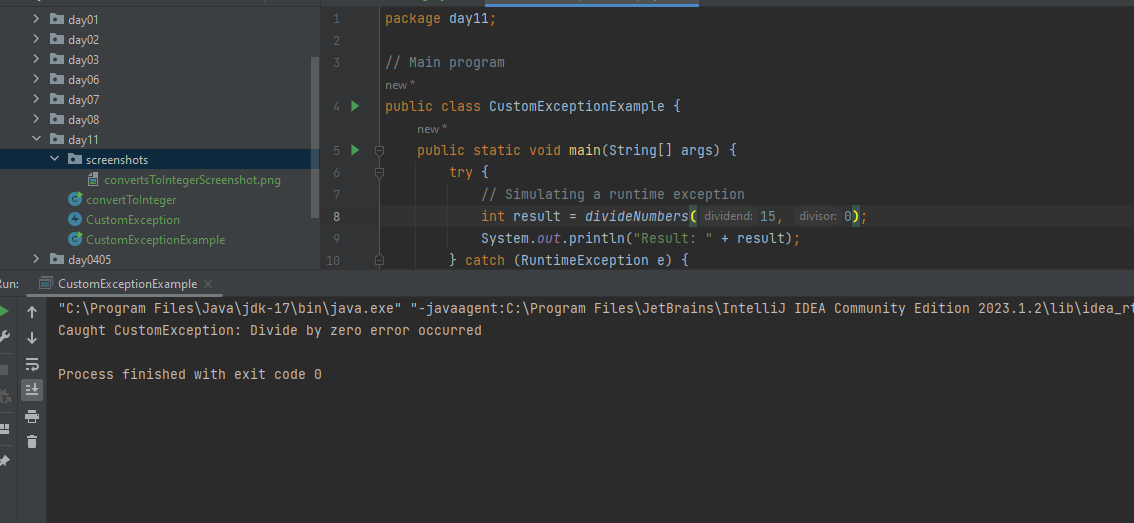 day01
day02
day03
day06
day07
day08
day11
screenshots
convertsToIntegerScreenshot.png
convertToInteger
CustomException
CustomExceptionExample
day0405
1 package day11;
2
3 // Main program
new *
4 public class CustomExceptionExample {
new *
5 public static void main(String[] args) {
6 try {
7 // Simulating a runtime exception
8 int result = divideNumbers( dividend: 15, divisor: 0);
9 System.out.println("Result: " + result);
10 } catch (RuntimeException e) {
Run: CustomExceptionExample
"C:\Program Files\Java\jdk-17\bin\java.exe" "-javaagent:C:\Program Files\JetBrains\IntelliJ IDEA Community Edition 2023.1.2\lib\idea_rt
Caught CustomException: Divide by zero error occurred
Process finished with exit code 0